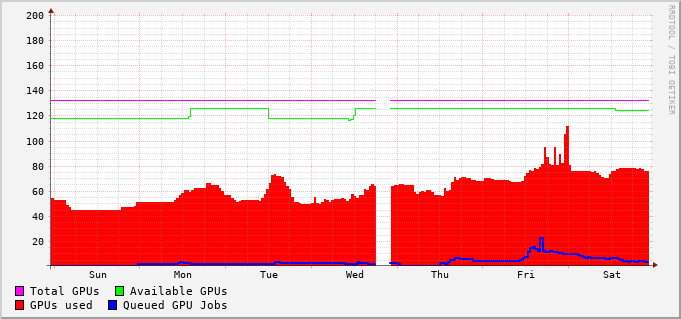 200
180
160
140
120
100
80
60
40
20
Sun Mon Tue Wed Thu Fri Sat
Total GPUs Available GPUs
GPUs used Queued GPU Jobs
RRDTOOL / TOBI OETIKER